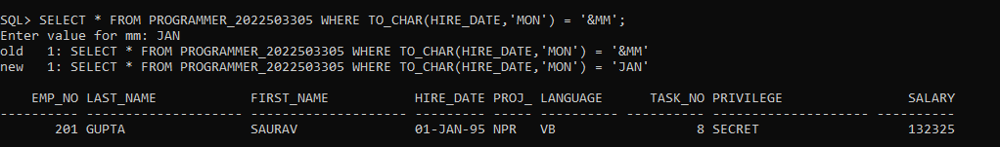 SQL> SELECT * FROM PROGRAMMER_2022503305 WHERE TO_CHAR(HIRE_DATE,'MON') = '&MM';
Enter value for mm: JAN
old   1: SELECT * FROM PROGRAMMER_2022503305 WHERE TO_CHAR(HIRE_DATE,'MON') = '&MM'
new   1: SELECT * FROM PROGRAMMER_2022503305 WHERE TO_CHAR(HIRE_DATE,'MON') = 'JAN'
    EMP_NO LAST_NAME            FIRST_NAME           HIRE_DATE PROJ_ LANGUAGE      TASK_NO PRIVILEGE                SALARY
---------- -------------------- -------------------- --------- ----- ---------- ---------- -------------------- ----------
       201 GUPTA                SAURAV               01-JAN-95 NPR   VB                  8 SECRET                   132325